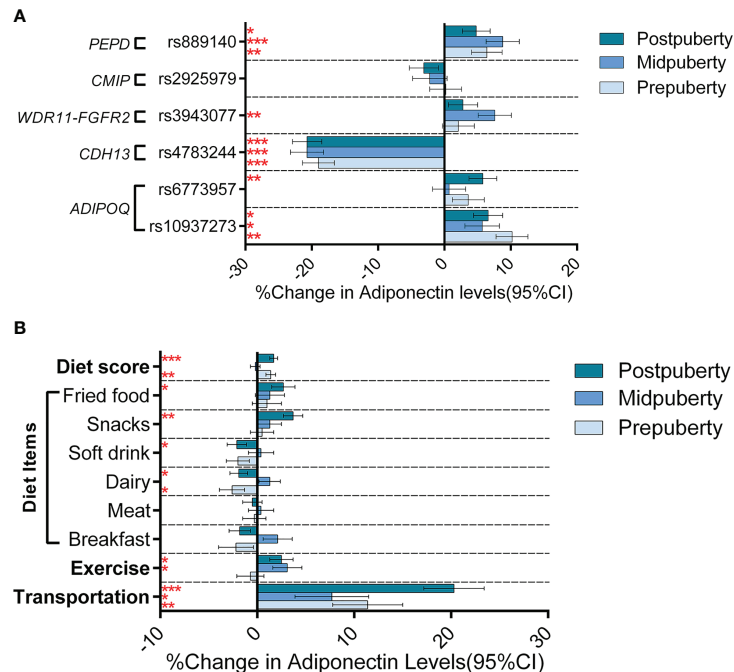 A
PEPD rs889140 * *** **
CMIP rs2925979
WDR11-FGFR2 rs3943077 **
CDH13 rs4783244 *** *** ***
ADIPOQ
rs6773957 **
rs10937273 * * **
-30 -20 -10 0 10 20
%Change in Adiponectin levels(95%CI)
Postpuberty
Midpuberty
Prepuberty
B
Diet score *** **
Diet Items
Fried food *
Snacks **
Soft drink *
Dairy * *
Meat
Breakfast
Exercise * *
Transportation *** * **
-10 0 10 20 30
%Change in Adiponectin Levels(95%CI)
Postpuberty
Midpuberty
Prepuberty